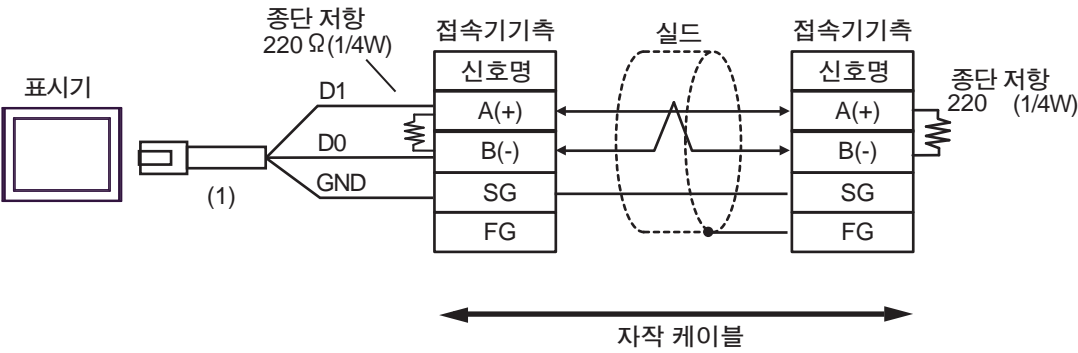 종단 저항
220 Ω(1/4W)
접속기기측
실드
접속기기측
표시기
신호명
신호명
종단 저항
220 (1/4W)
D1
A(+)
A(+)
D0
B(-)
B(-)
(1)
GND
SG
SG
FG
FG
자작 케이블